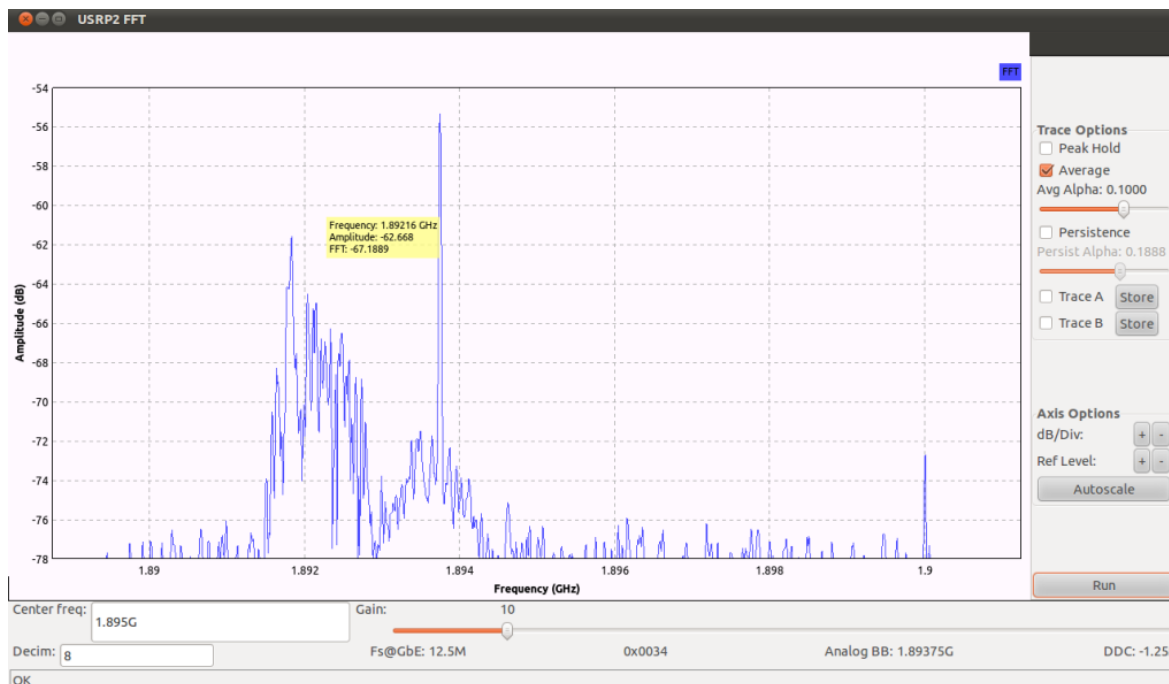 USRP2 FFT
FFT
-54
-56
-58
-60
-62
-64
-66
-68
-70
-72
-74
-76
-78
Amplitude (dB)
Frequency: 1.89216 GHz
Amplitude: -62.668
FFT: -67.1889
1.89
1.892
1.894
1.896
1.898
1.9
Frequency (GHz)
Trace Options
Peak Hold
Average
Avg Alpha: 0.1000
Persistence
Persist Alpha: 0.1888
Trace A Store
Trace B Store
Axis Options
dB/Div: + -
Ref Level: + -
Autoscale
Run
Center freq: 1.895G Gain: 10
Decim: 8 Fs@GbE: 12.5M 0x0034 Analog BB: 1.89375G DDC: -1.25
OK